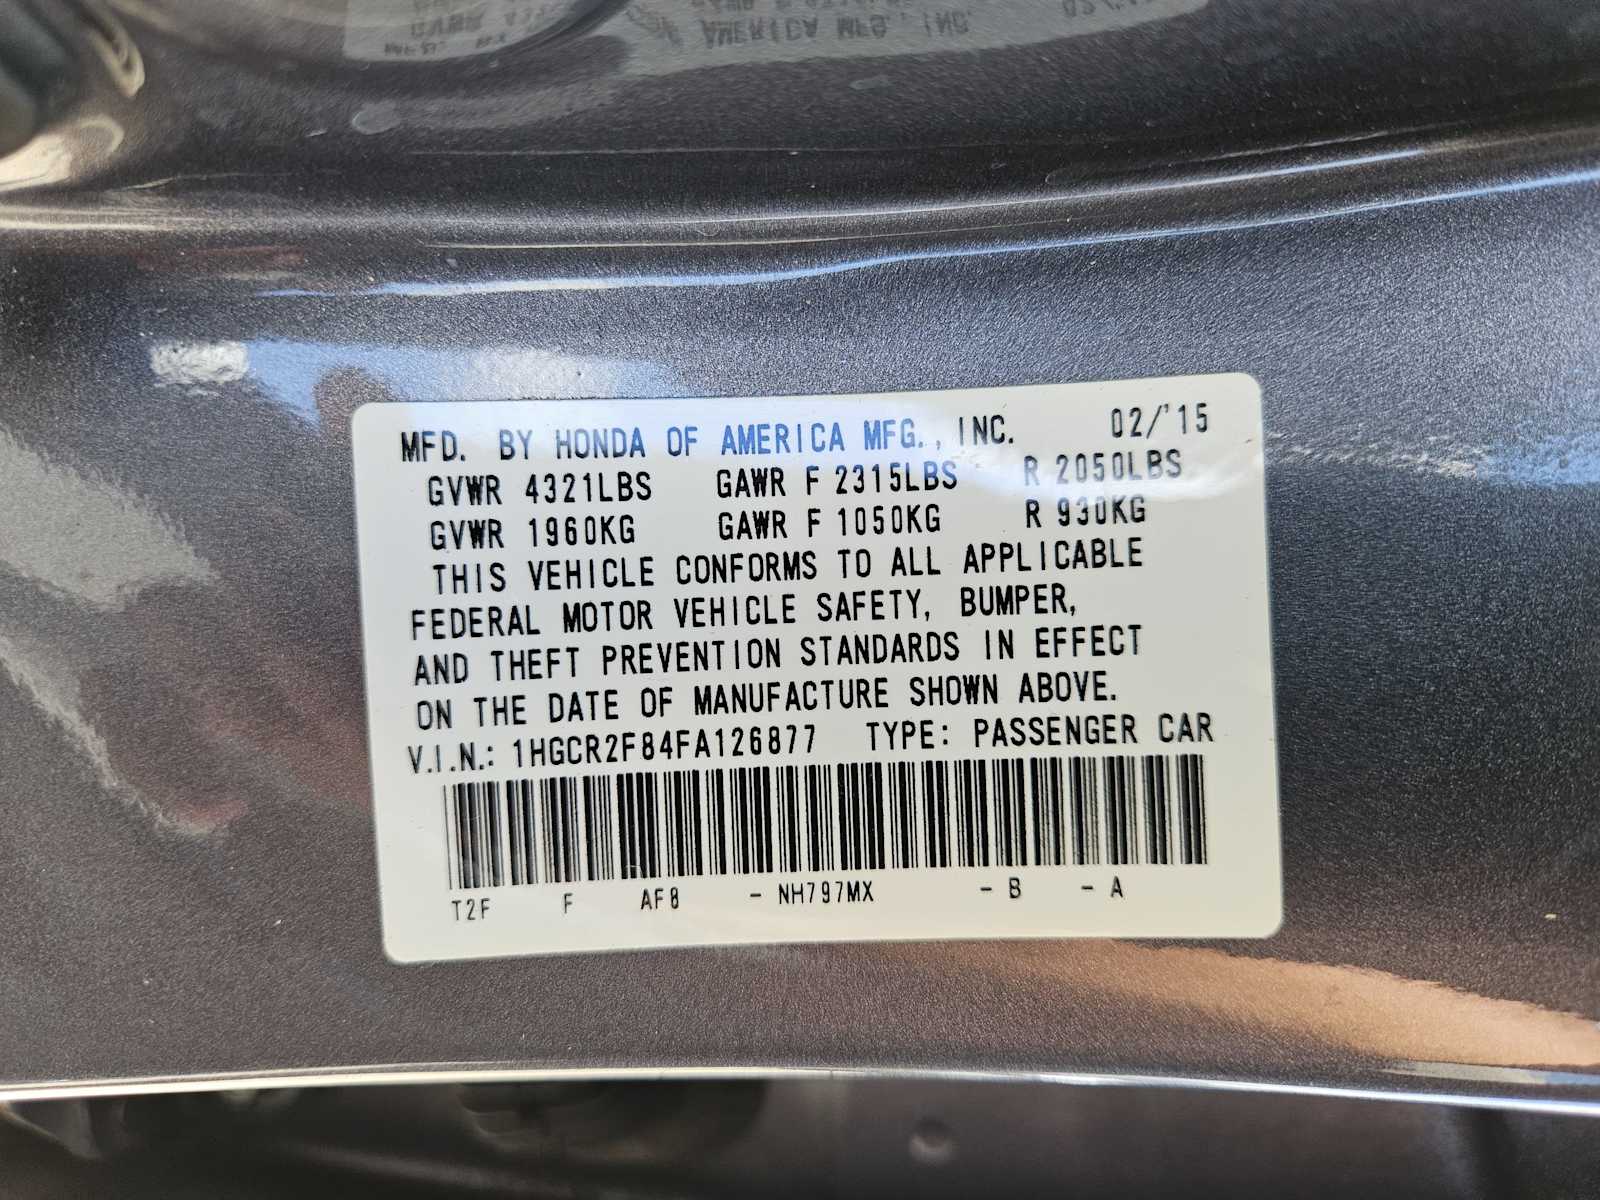 MFD. BY HONDA OF AMERICA MFG., INC. 02/'15
GVWR 4321LBS GAWR F 2315LBS R 2050LBS
GVWR 1960KG GAWR F 1050KG R 930KG
THIS VEHICLE CONFORMS TO ALL APPLICABLE
FEDERAL MOTOR VEHICLE SAFETY, BUMPER,
AND THEFT PREVENTION STANDARDS IN EFFECT
ON THE DATE OF MANUFACTURE SHOWN ABOVE.
V.I.N.: 1HGCR2F84FA126877 TYPE: PASSENGER CAR
T2F F AF8 - NH797MX - B - A